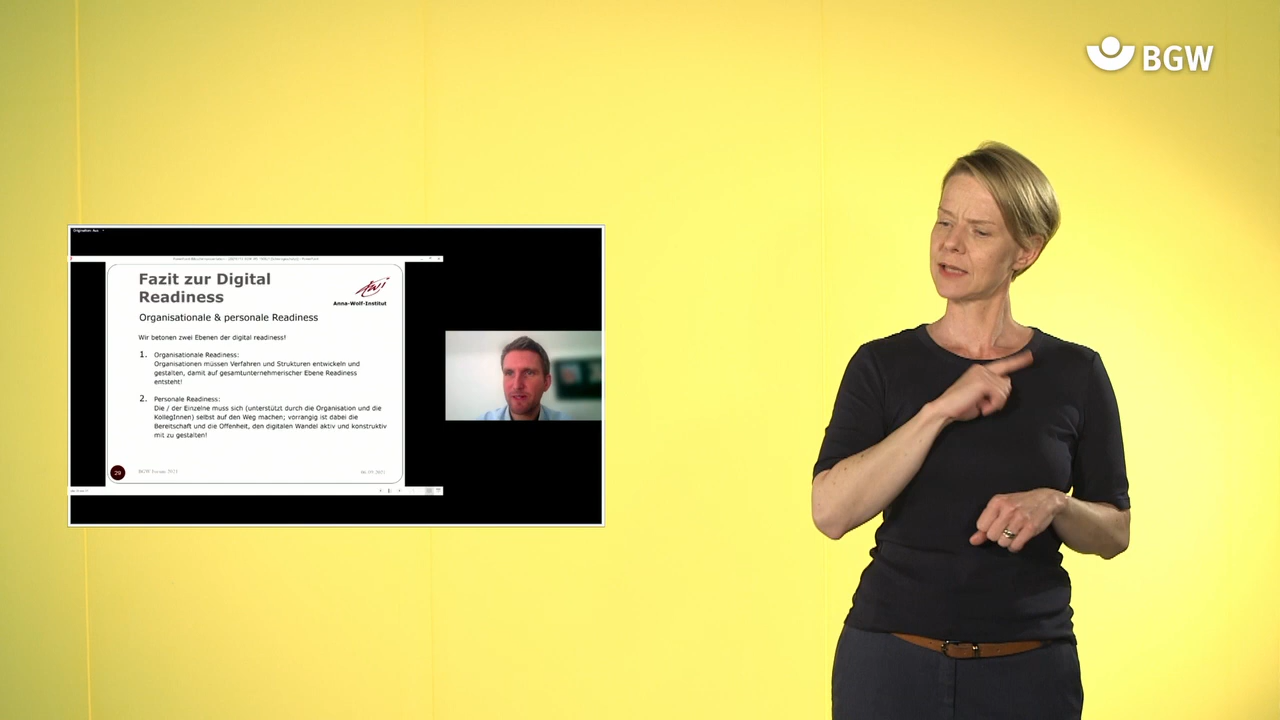 BGW
Fazit zur Digital
Readiness
Anna-Wolf-Institut
Organisationale & personale Readiness
Wir betonen zwei Ebenen der digital readiness!
1. Organisationale Readiness:
Organisationen müssen Verfahren und Strukturen entwickeln und
gestalten, damit auf gesamtunternehmerischer Ebene Readiness
entsteht!
2. Personale Readiness:
Die / der Einzelne muss sich (unterstützt durch die Organisation und die
KollegInnen) selbst auf den Weg machen; vorrangig ist dabei die
Bereitschaft und die Offenheit, den digitalen Wandel aktiv und konstruktiv
mit zu gestalten!
29
BGW Forum 2021